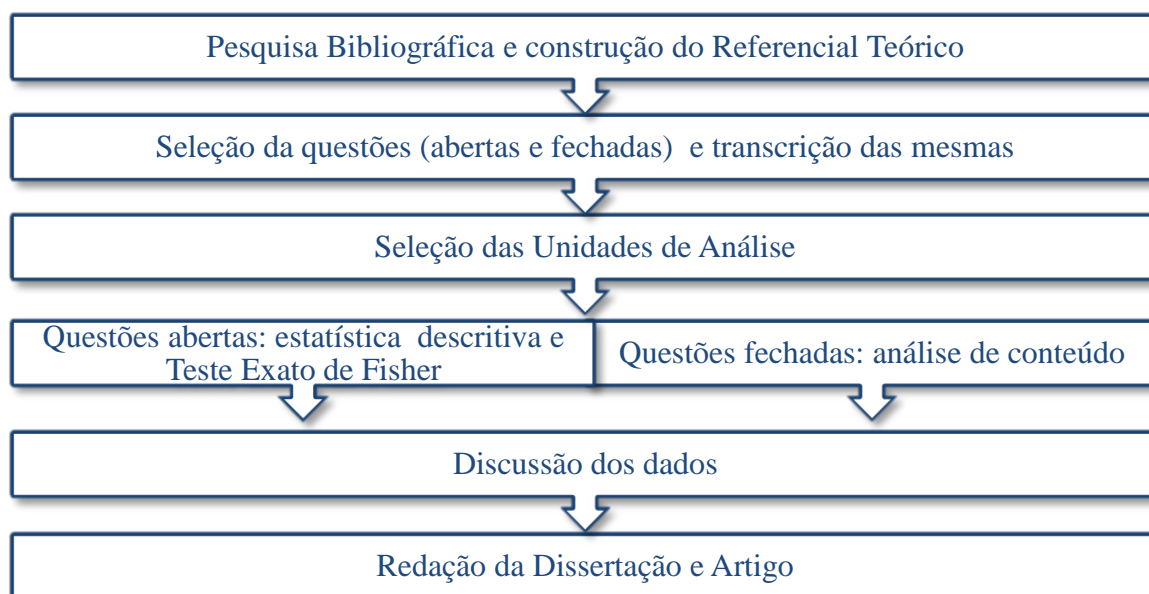 Pesquisa Bibliográfica e construção do Referencial Teórico
Seleção da questões (abertas e fechadas) e transcrição das mesmas
Seleção das Unidades de Análise
Questões abertas: estatística descritiva e
Teste Exato de Fisher
Questões fechadas: análise de conteúdo
Discussão dos dados
Redação da Dissertação e Artigo